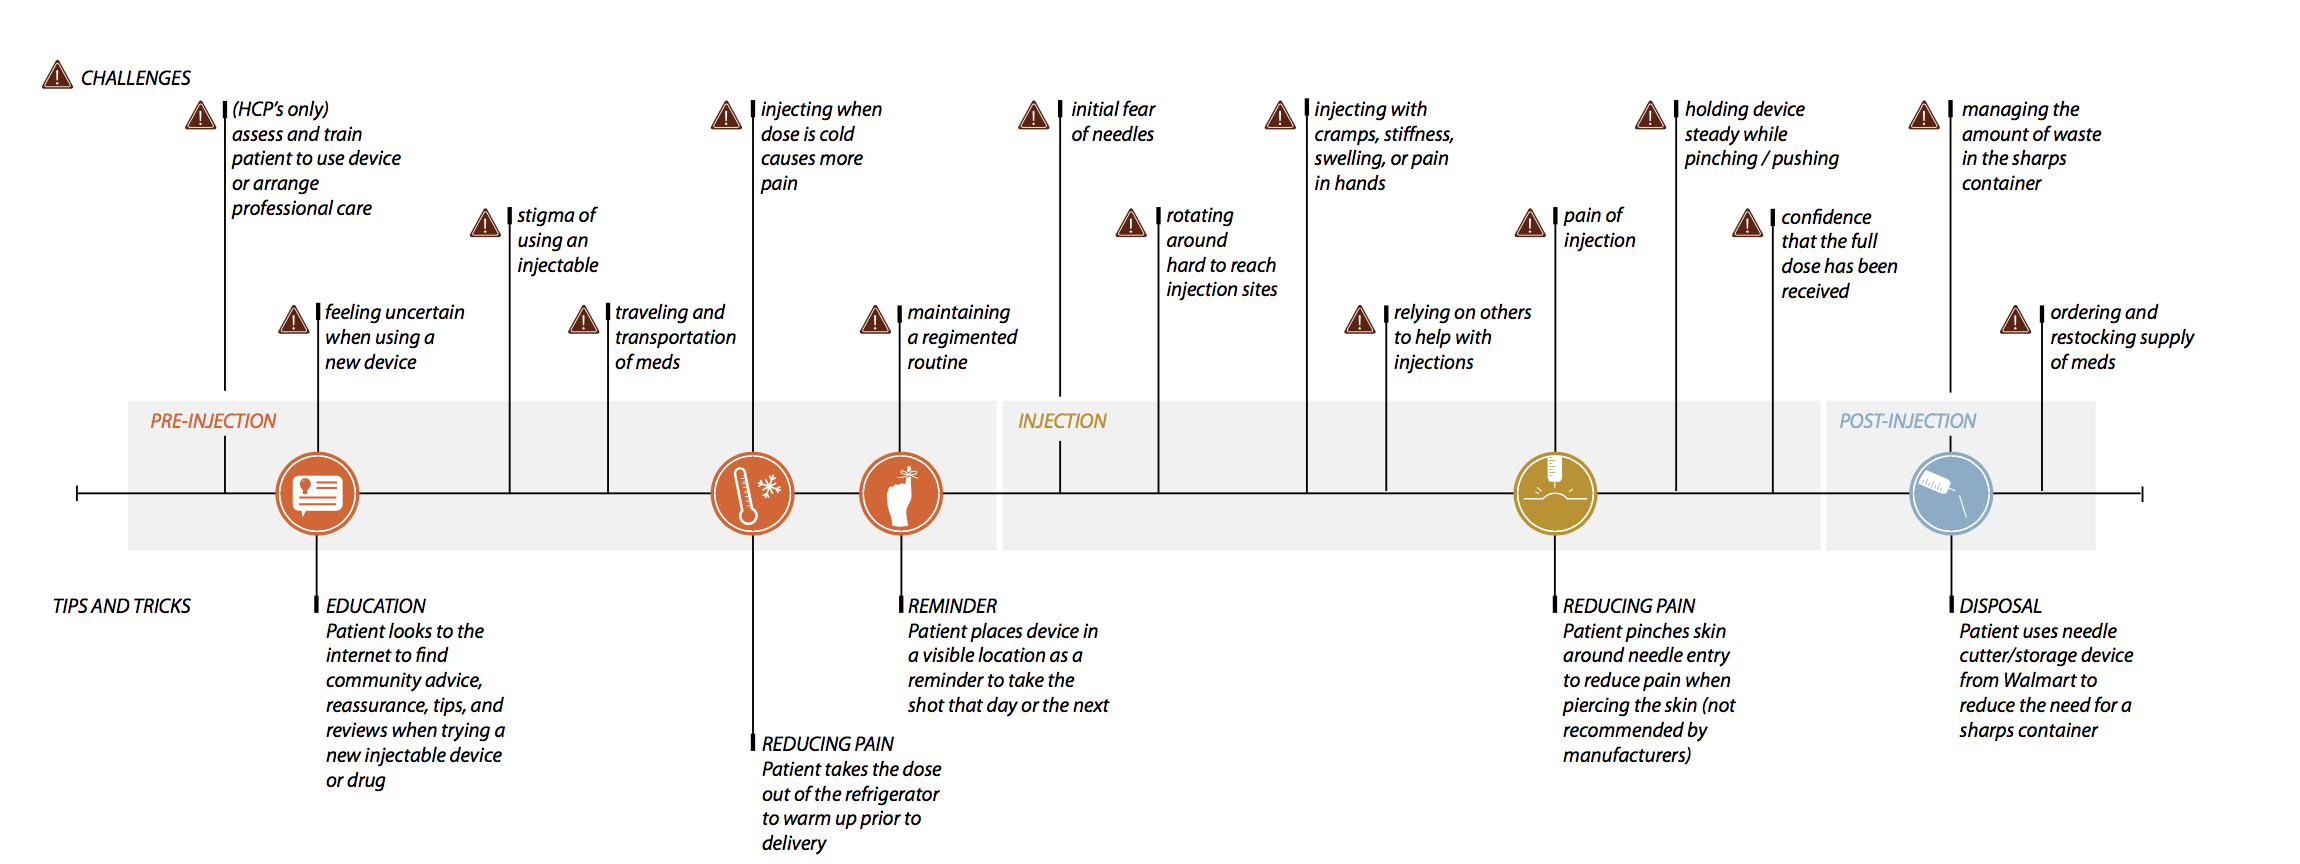 CHALLENGES
(HCP's only)
assess and train
patient to use device
or arrange
professional care
feeling uncertain
when using a
new device
stigma of
using an
injectable
traveling and
transportation
of meds
injecting when
dose is cold
causes more
pain
maintaining
a regimented
routine
initial fear
of needles
rotating
around
hard to reach
injection sites
injecting with
cramps, stiffness,
swelling, or pain
in hands
relying on others
to help with
injections
pain of
injection
holding device
steady while
pinching / pushing
confidence
that the full
dose has been
received
managing the
amount of waste
in the sharps
container
ordering and
restocking supply
of meds
PRE-INJECTION
INJECTION
POST-INJECTION
TIPS AND TRICKS
EDUCATION
Patient looks to the
internet to find
community advice,
reassurance, tips, and
reviews when trying a
new injectable device
or drug
REDUCING PAIN
Patient takes the dose
out of the refrigerator
to warm up prior to
delivery
REMINDER
Patient places device in
a visible location as a
reminder to take the
shot that day or the next
REDUCING PAIN
Patient pinches skin
around needle entry
to reduce pain when
piercing the skin (not
recommended by
manufacturers)
DISPOSAL
Patient uses needle
cutter/storage device
from Walmart to
reduce the need for a
sharps container